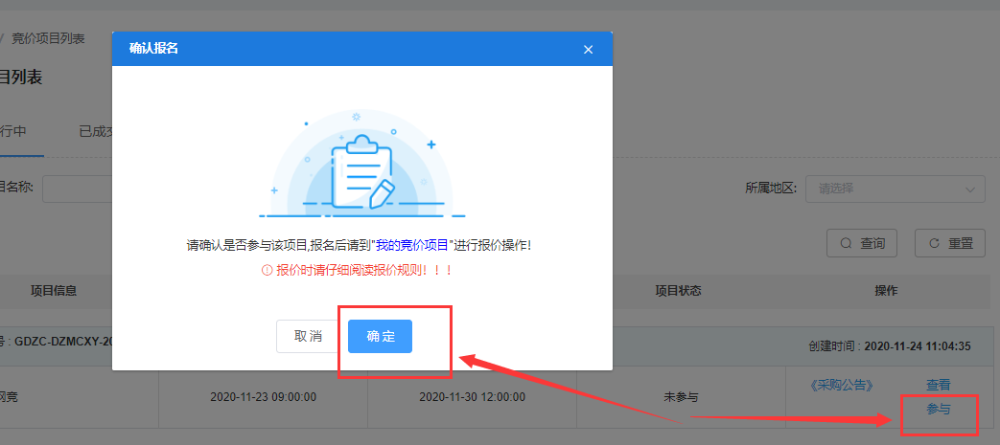 / 竞价项目列表
确认报名
目列表
行中
已成交
目名称:
所属地区:
请选择
请确认是否参与该项目,报名后请到"我的竞价项目"进行报价操作!
报价时请仔细阅读报价规则！！！
查询
重置
项目信息
项目状态
操作
取消
确定
号 : GDZC-DZMCXY-20
创建时间 : 2020-11-24 11:04:35
网竞
2020-11-23 09:00:00
2020-11-30 12:00:00
未参与
《采购公告》
查看
参与